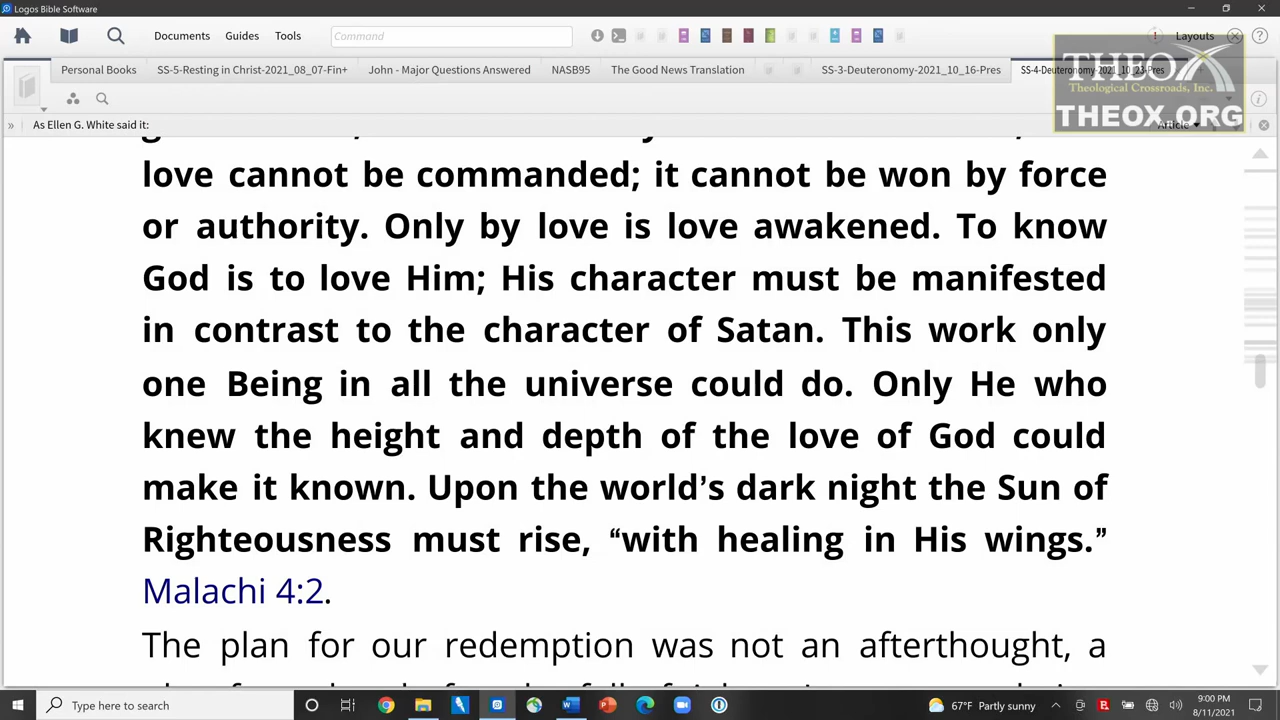 Logos Bible Software
Documents Guides Tools Command Layouts
THEOX
Theological Crossroads, Inc.
THEOX.ORG
Personal Books SS-5-Resting in Christ-2021_08_07-Fin+ ns Answered NASB95 The Good News Translation SS-3-Deuteronomy-2021_10_16-Pres SS-4-Deuteronomy-2021_10_23-Pres
As Ellen G. White said it: Article
love cannot be commanded; it cannot be won by force
or authority. Only by love is love awakened. To know
God is to love Him; His character must be manifested
in contrast to the character of Satan. This work only
one Being in all the universe could do. Only He who
knew the height and depth of the love of God could
make it known. Upon the world’s dark night the Sun of
Righteousness must rise, “with healing in His wings.”
Malachi 4:2.
The plan for our redemption was not an afterthought, a
Type here to search 67°F Partly sunny 9:00 PM
8/11/2021